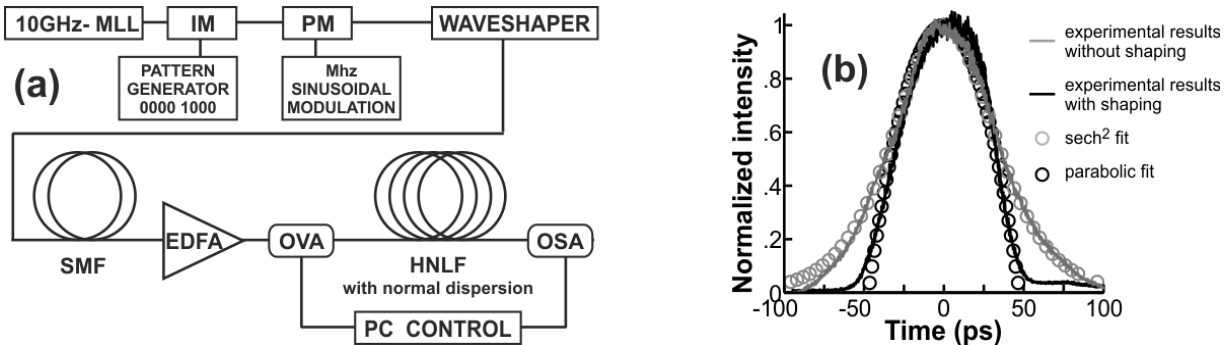 10GHz- MLL
IM
PM
WAVESHAPER
(a)
PATTERN
GENERATOR
0000 1000
Mhz
SINUSOIDAL
MODULATION
SMF
EDFA
OVA
HNLF
with normal dispersion
OSA
PC CONTROL
(b)
Normalized intensity
1
.8
.6
.4
.2
0
-100
-50
0
50
100
Time (ps)
experimental results
without shaping
experimental results
with shaping
sech² fit
parabolic fit